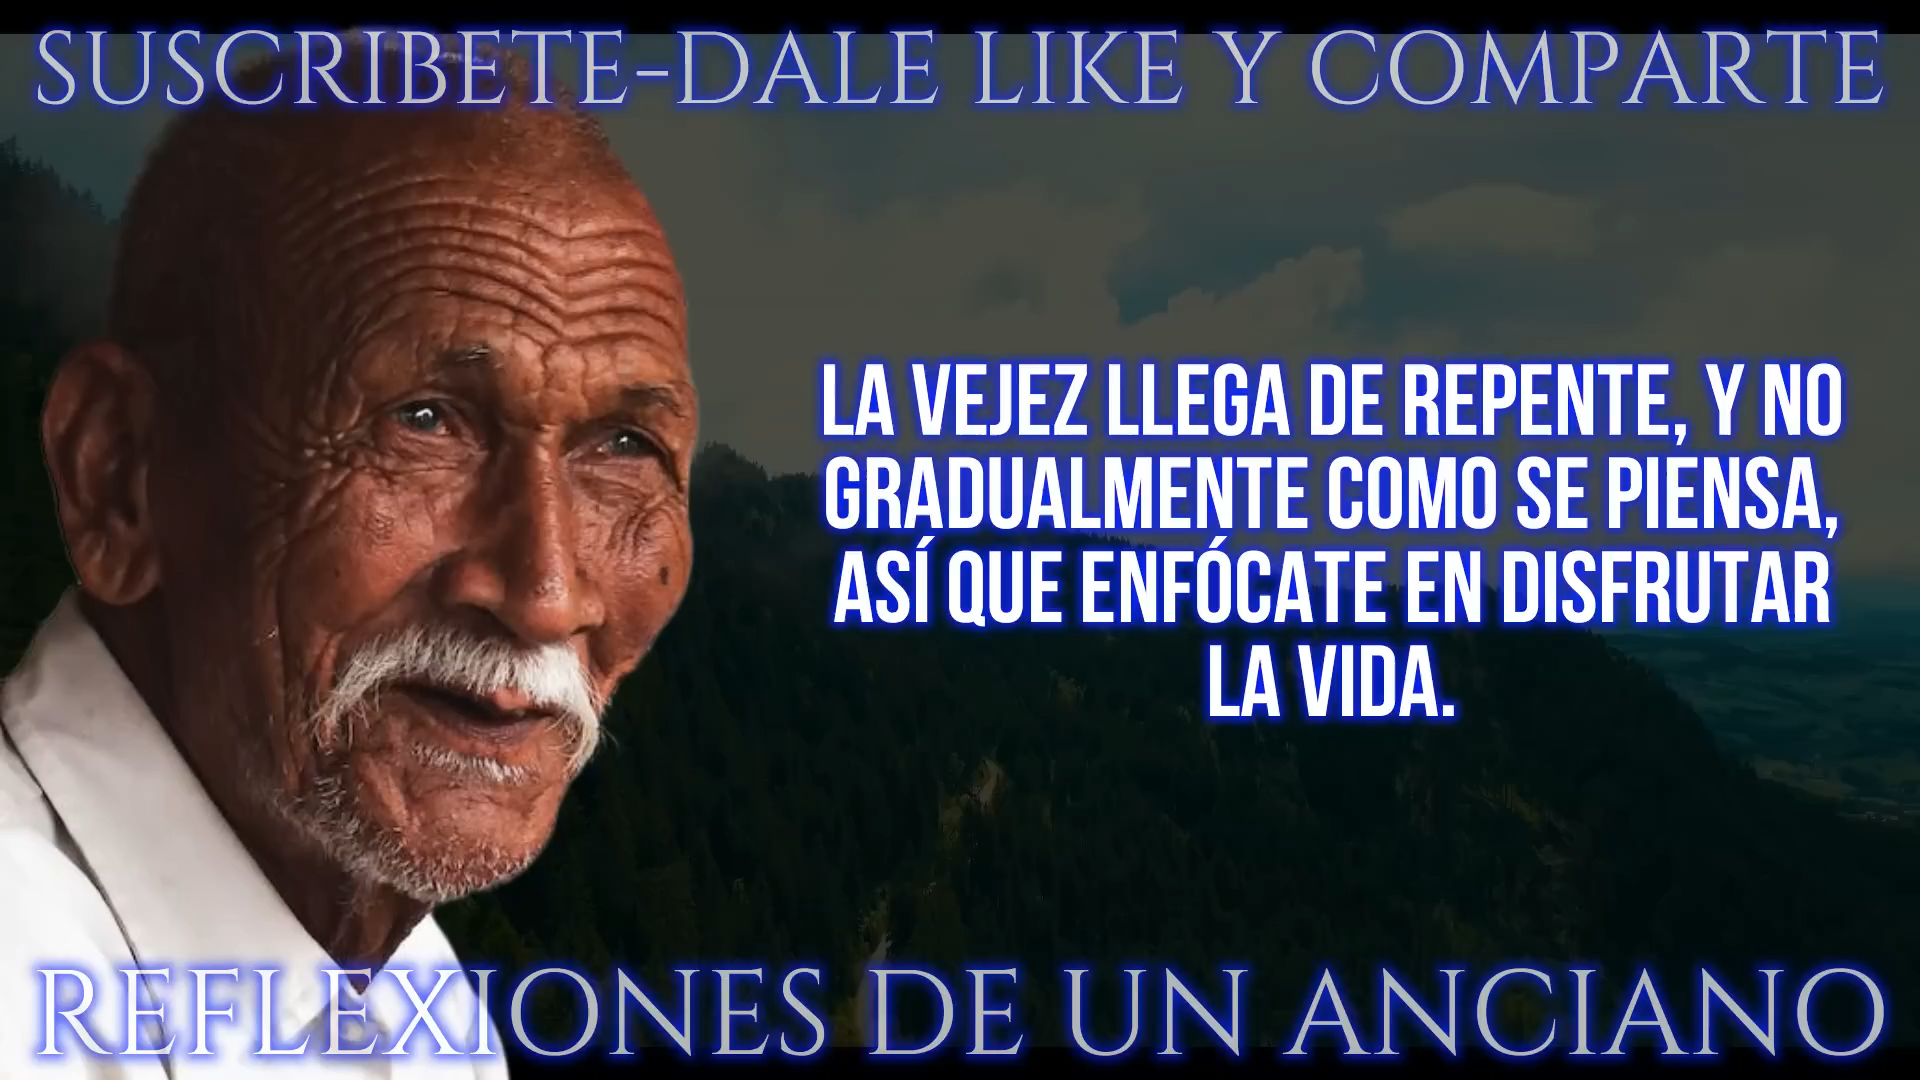 SUSCRIBETE-DALE LIKE Y COMPARTE
LA VEJEZ LLEGA DE REPENTE, Y NO
GRADUALMENTE COMO SE PIENSA,
ASÍ QUE ENFÓCATE EN DISFRUTAR
LA VIDA.
REFLEXIONES DE UN ANCIANO